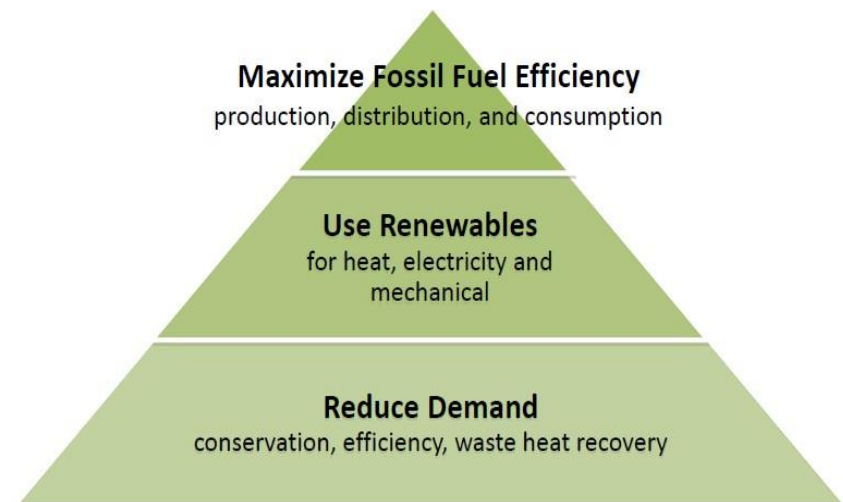 Maximize Fossil Fuel Efficiency
production, distribution, and consumption
Use Renewables
for heat, electricity and
mechanical
Reduce Demand
conservation, efficiency, waste heat recovery